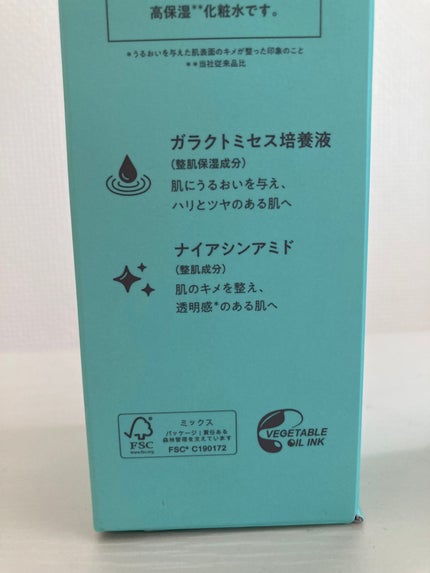 高保湿**化粧水です。
*うるおいを与えた肌表面のキメが整った印象のこと
**当社従来品比
ガラクトミセス培養液
(整肌保湿成分)
肌にうるおいを与え、
ハリとツヤのある肌へ
ナイアシンアミド
(整肌成分)
肌のキメを整え、
透明感*のある肌へ
FSC
www.fsc.org
ミックス
パッケージ|責任ある
森林管理を支えています
FSC® C190172
VEGETABLE
OIL INK